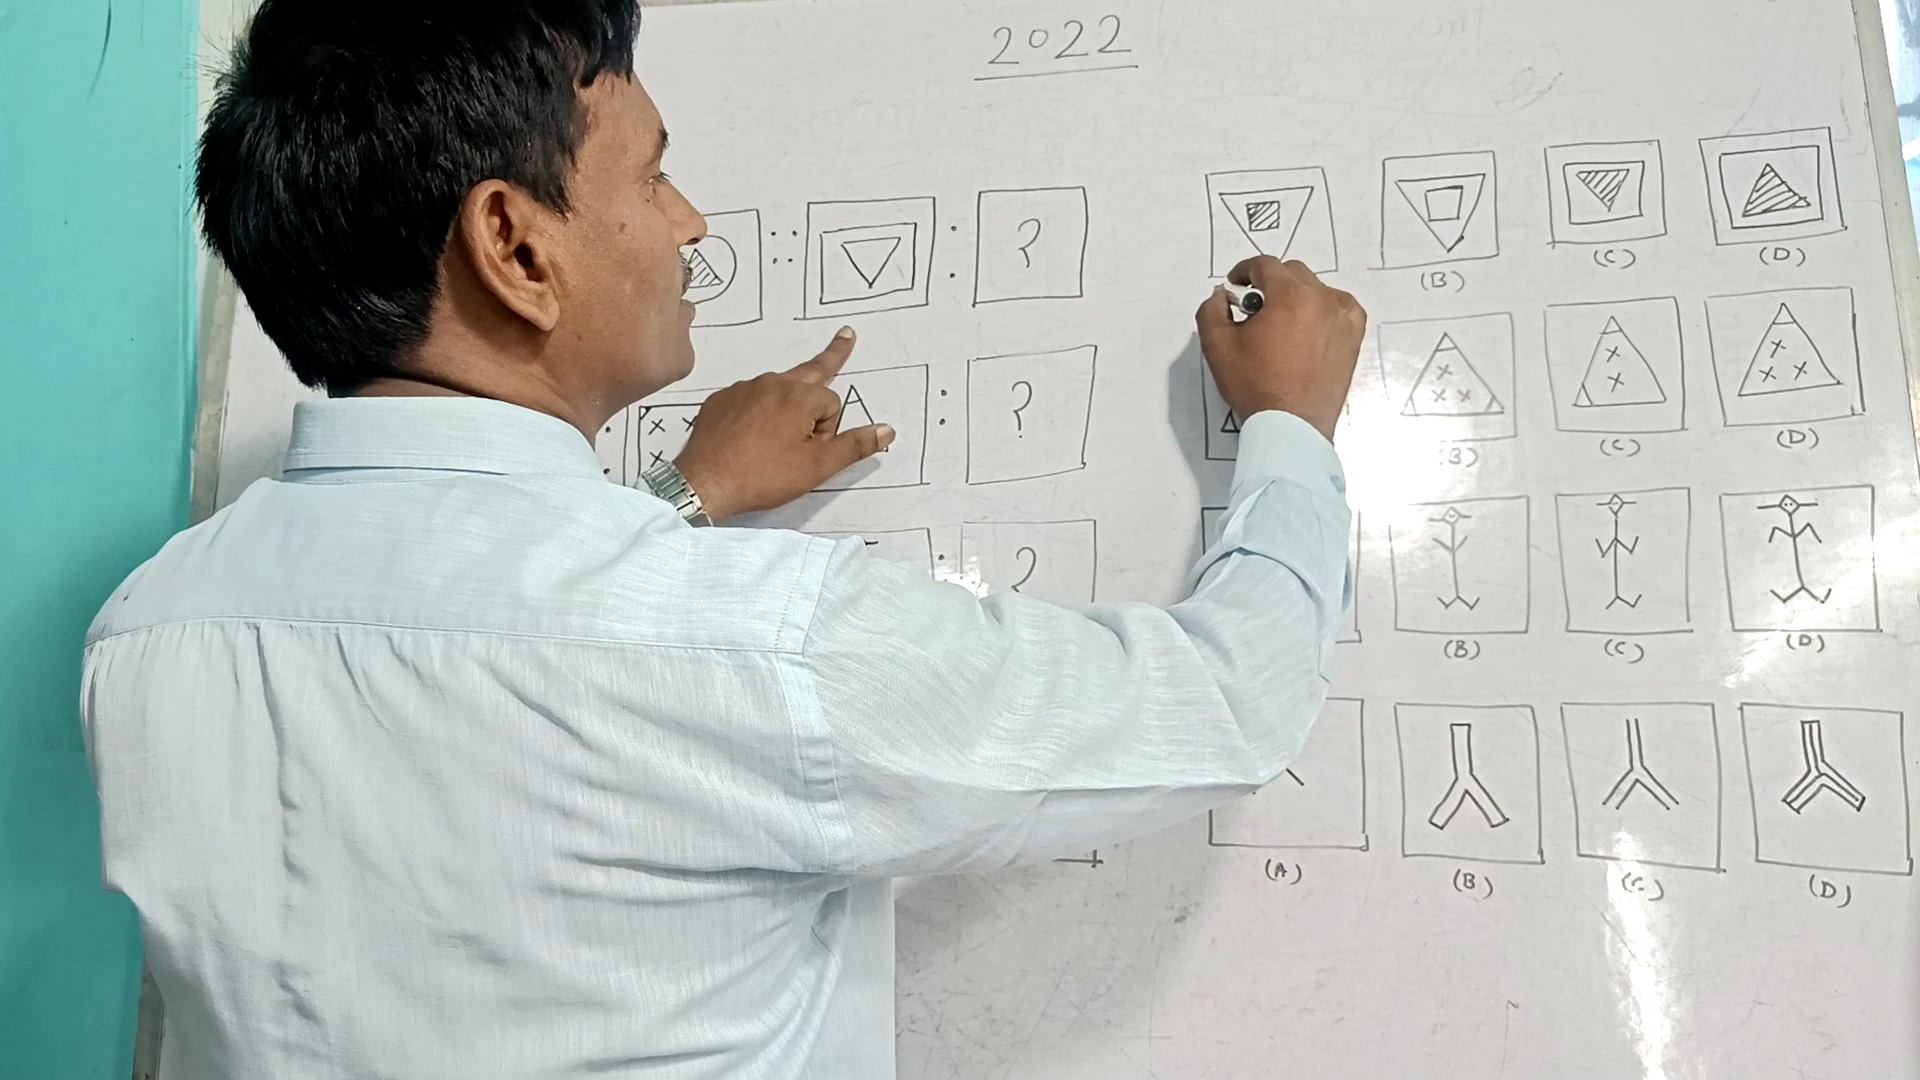 2022
: : : ?
(B) (C) (D)
: : ?
(B) (C) (D)
: ?
(B) (C) (D)
(A) (B) (C) (D)